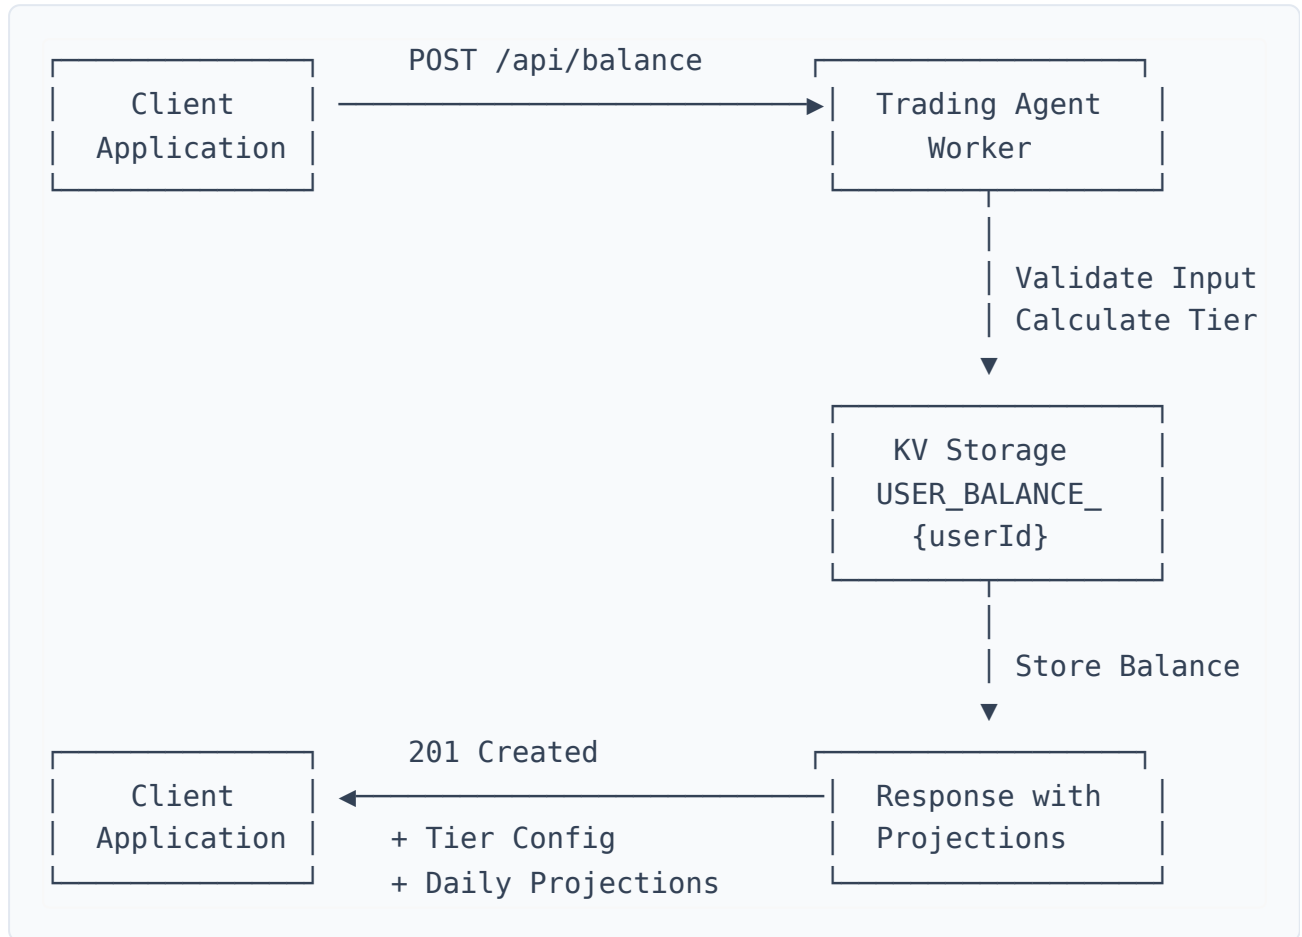 POST /api/balance
Client
Application
Trading Agent
Worker
Validate Input
Calculate Tier
KV Storage
USER_BALANCE_
{userId}
Store Balance
201 Created
Response with
Projections
Client
Application
+ Tier Config
+ Daily Projections